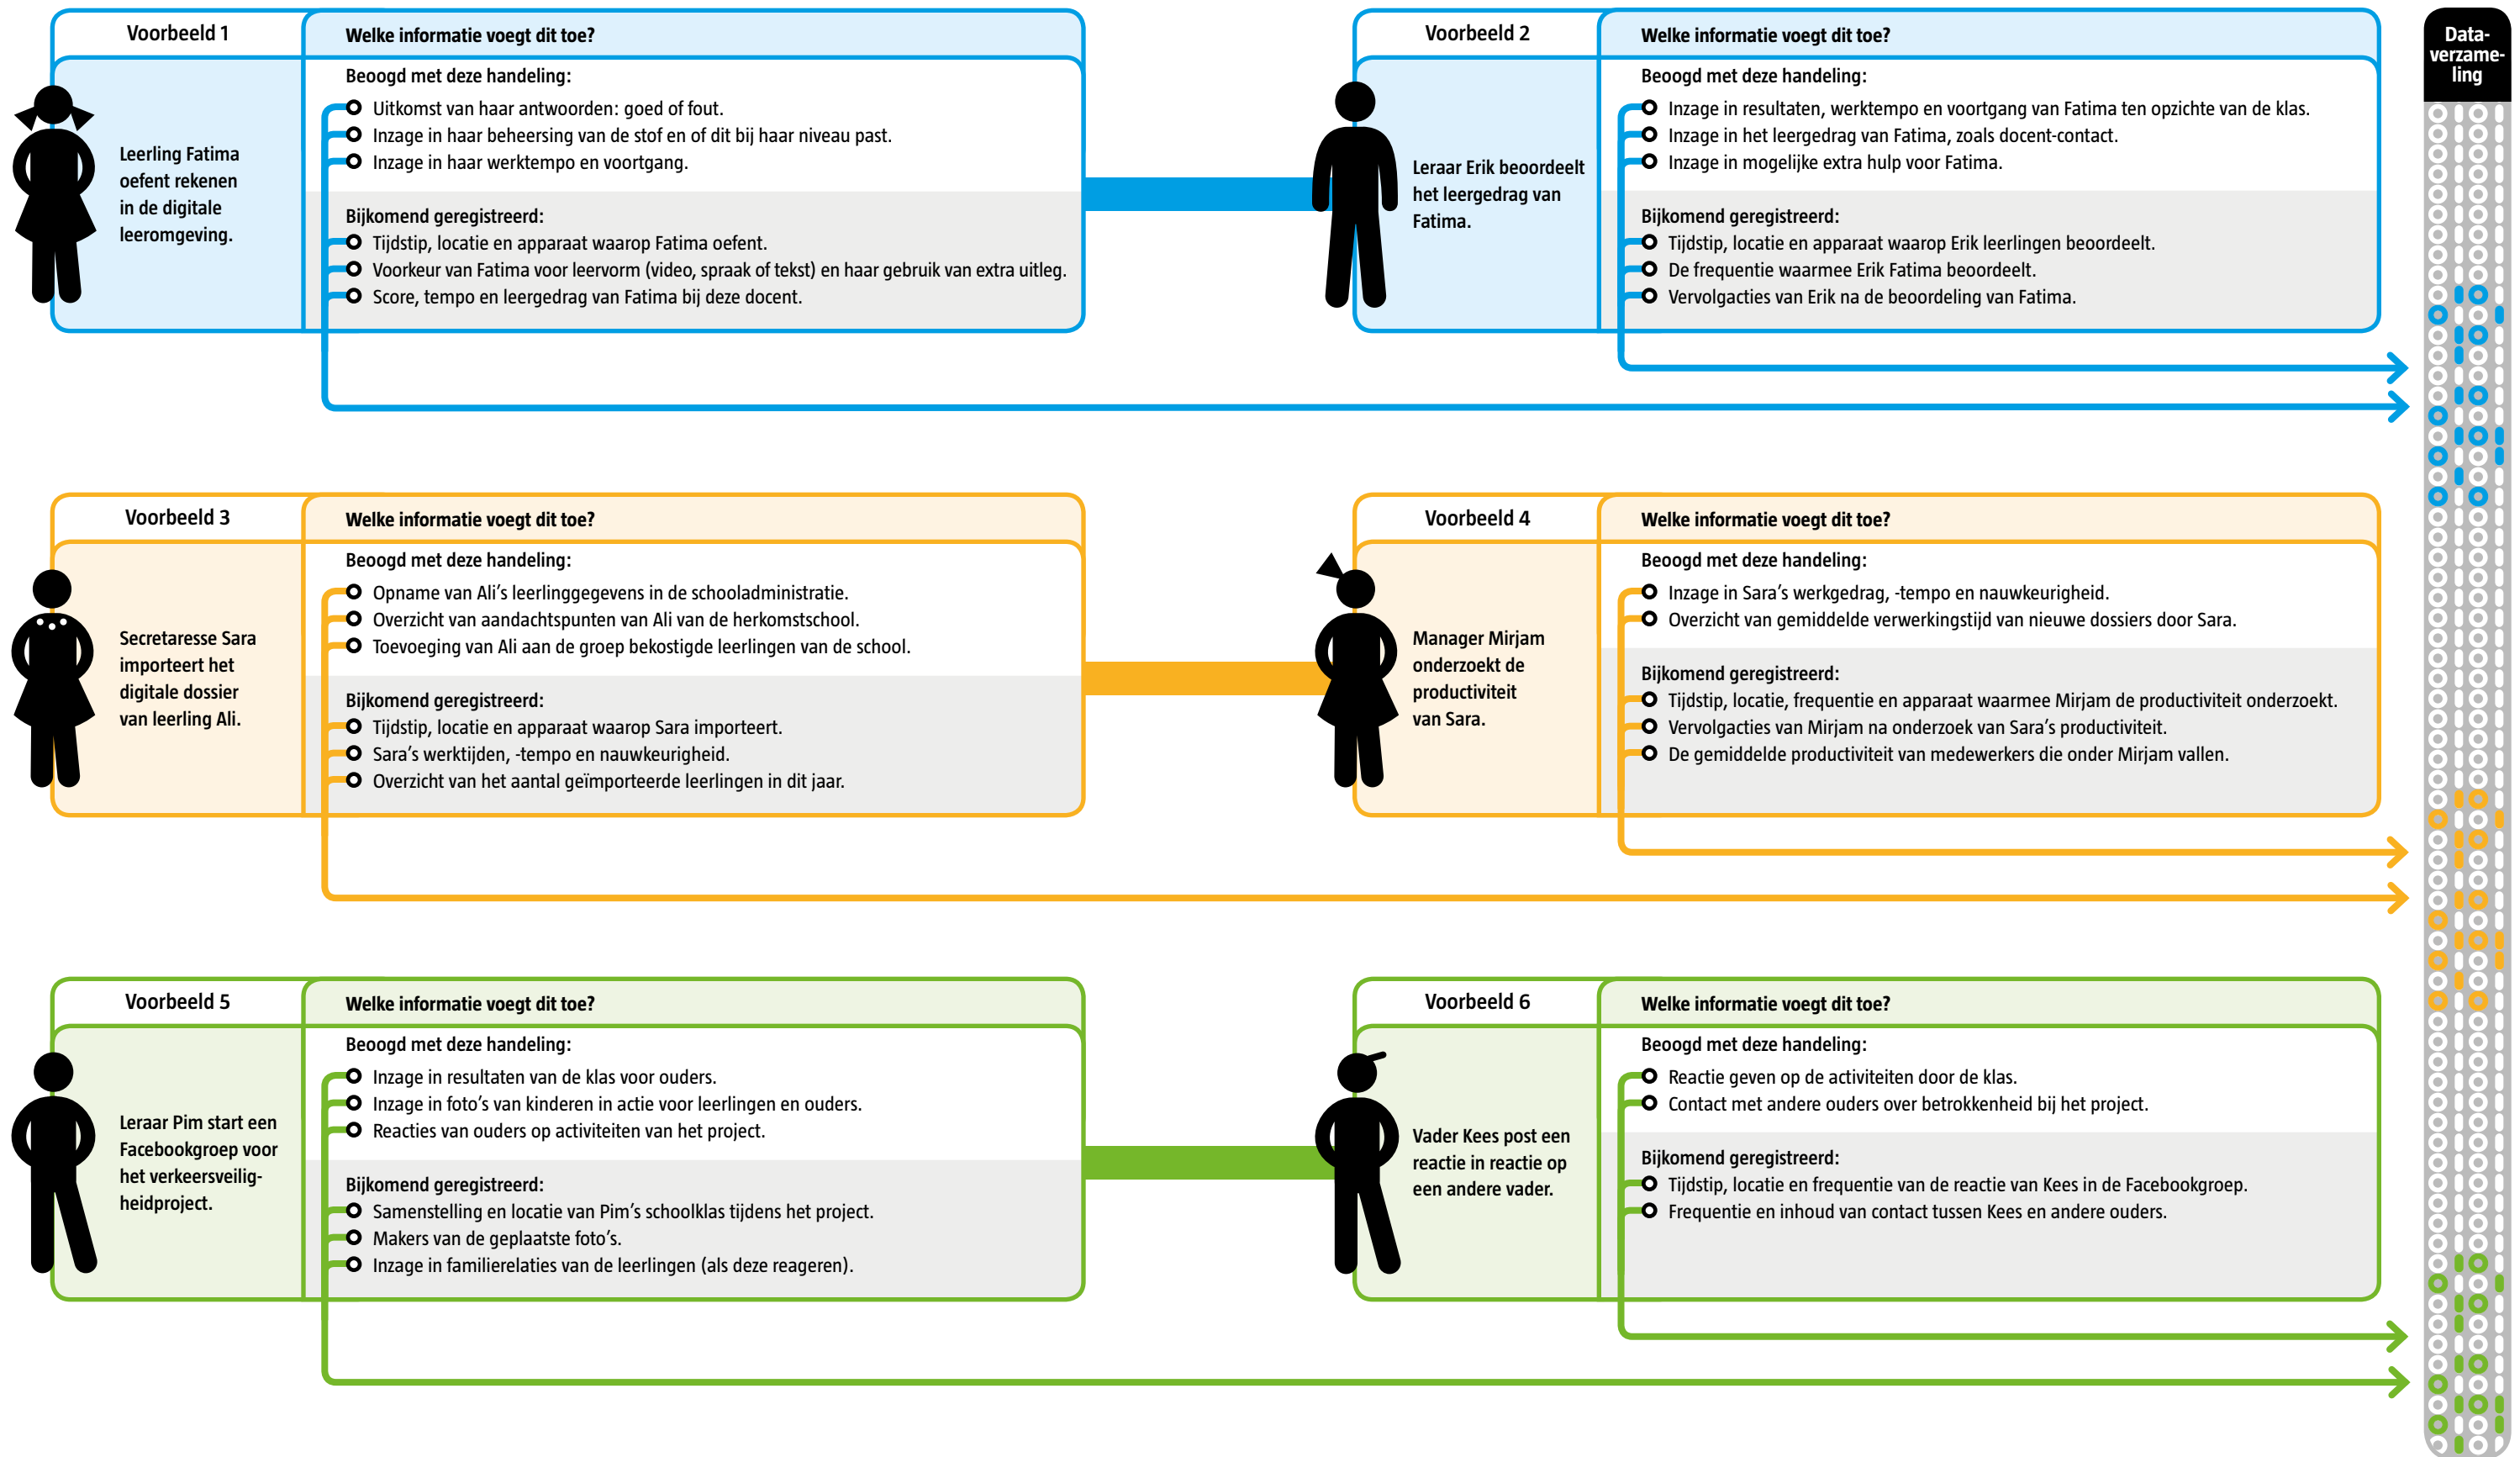 Voorbeeld 1
Welke informatie voegt dit toe?
Leerling Fatima
oefent rekenen
in de digitale
leeromgeving.
Beoogd met deze handeling:
Uitkomst van haar antwoorden: goed of fout.
Inzage in haar beheersing van de stof en of dit bij haar niveau past.
Inzage in haar werktempo en voortgang.
Bijkomend geregistreerd:
Tijdstip, locatie en apparaat waarop Fatima oefent.
Voorkeur van Fatima voor leervorm (video, spraak of tekst) en haar gebruik van extra uitleg.
Score, tempo en leergedrag van Fatima bij deze docent.
Voorbeeld 2
Welke informatie voegt dit toe?
Leraar Erik beoordeelt
het leergedrag van
Fatima.
Beoogd met deze handeling:
Inzage in resultaten, werktempo en voortgang van Fatima ten opzichte van de klas.
Inzage in het leergedrag van Fatima, zoals docent-contact.
Inzage in mogelijke extra hulp voor Fatima.
Bijkomend geregistreerd:
Tijdstip, locatie en apparaat waarop Erik leerlingen beoordeelt.
De frequentie waarmee Erik Fatima beoordeelt.
Vervolgacties van Erik na de beoordeling van Fatima.
Data-
verzame-
ling
Voorbeeld 3
Welke informatie voegt dit toe?
Secretaresse Sara
importeert het
digitale dossier
van leerling Ali.
Beoogd met deze handeling:
Opname van Ali's leerlinggegevens in de schooladministratie.
Overzicht van aandachtspunten van Ali van de herkomstschool.
Toevoeging van Ali aan de groep bekostigde leerlingen van de school.
Bijkomend geregistreerd:
Tijdstip, locatie en apparaat waarop Sara importeert.
Sara's werktijden, -tempo en nauwkeurigheid.
Overzicht van het aantal geïmporteerde leerlingen in dit jaar.
Voorbeeld 4
Welke informatie voegt dit toe?
Manager Mirjam
onderzoekt de
productiviteit
van Sara.
Beoogd met deze handeling:
Inzage in Sara's werkgedrag, -tempo en nauwkeurigheid.
Overzicht van gemiddelde verwerkingstijd van nieuwe dossiers door Sara.
Bijkomend geregistreerd:
Tijdstip, locatie, frequentie en apparaat waarmee Mirjam de productiviteit onderzoekt.
Vervolgacties van Mirjam na onderzoek van Sara's productiviteit.
De gemiddelde productiviteit van medewerkers die onder Mirjam vallen.
Voorbeeld 5
Welke informatie voegt dit toe?
Leraar Pim start een
Facebookgroep voor
het verkeersveilig-
heidproject.
Beoogd met deze handeling:
Inzage in resultaten van de klas voor ouders.
Inzage in foto's van kinderen in actie voor leerlingen en ouders.
Reacties van ouders op activiteiten van het project.
Bijkomend geregistreerd:
Samenstelling en locatie van Pim's schoolklas tijdens het project.
Makers van de geplaatste foto's.
Inzage in familierelaties van de leerlingen (als deze reageren).
Voorbeeld 6
Welke informatie voegt dit toe?
Vader Kees post een
reactie in reactie op
een andere vader.
Beoogd met deze handeling:
Reactie geven op de activiteiten door de klas.
Contact met andere ouders over betrokkenheid bij het project.
Bijkomend geregistreerd:
Tijdstip, locatie en frequentie van de reactie van Kees in de Facebookgroep.
Frequentie en inhoud van contact tussen Kees en andere ouders.